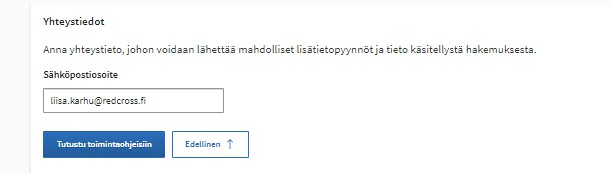 Yhteystiedot
Anna yhteystieto, johon voidaan lähettää mahdolliset lisätietopyynnöt ja tieto käsitellystä hakemuksesta.
Sähköpostiosoite
liisa.karhu@redcross.fi
Tutustu toimintaohjeisiin
Edellinen ↑